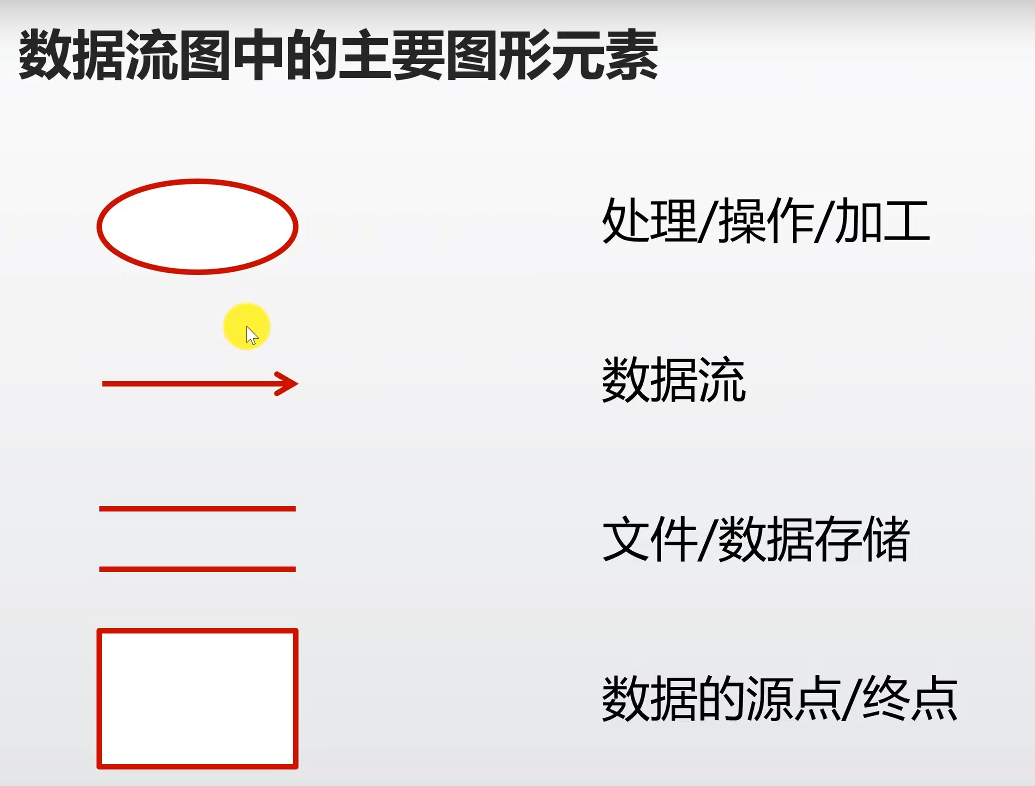 数据流图中的主要图形元素
处理/操作/加工
数据流
文件/数据存储
数据的源点/终点